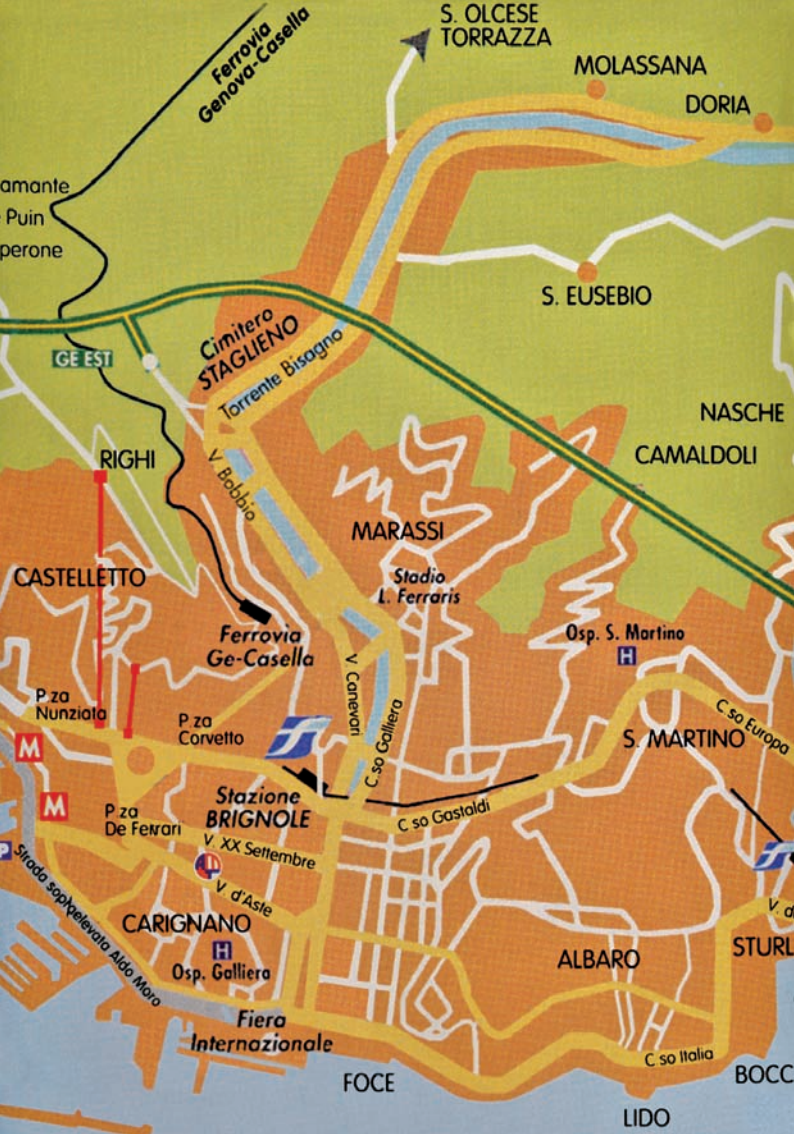 S. OLCESE
TORRAZZA
Ferrovia
Genova-Casella
MOLASSANA
DORIA
amante
Puin
perone
S. EUSEBIO
Cimitero
STAGLIENO
GE EST
Torrente Bisagno
NASCHE
CAMALDOLI
RIGHI
V. Bobbio
MARASSI
CASTELLETTO
Stadio
L. Ferraris
Osp. S. Martino
H
Ferrovia
Ge-Casella
P.za
Nunziata
P.za
Corvetto
V. Canevari
C.so Galliera
C.so Europa
S. MARTINO
M
M
Stazione
BRIGNOLE
P.za
De Ferrari
C so Gastaldi
V. XX Settembre
P
Strada sopraelevata Aldo Moro
V. d'Aste
V. d
CARIGNANO
H
Osp. Galliera
ALBARO
STURL
Fiera
Internazionale
C so Italia
FOCE
BOCC
LIDO